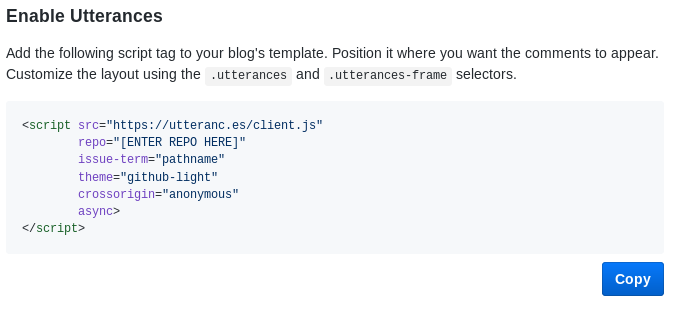 Enable Utterances
Add the following script tag to your blog's template. Position it where you want the comments to appear.
Customize the layout using the .utterances and .utterances-frame selectors.
<script src="https://utteranc.es/client.js"
        repo="[ENTER REPO HERE]"
        issue-term="pathname"
        theme="github-light"
        crossorigin="anonymous"
        async>
</script>
Copy